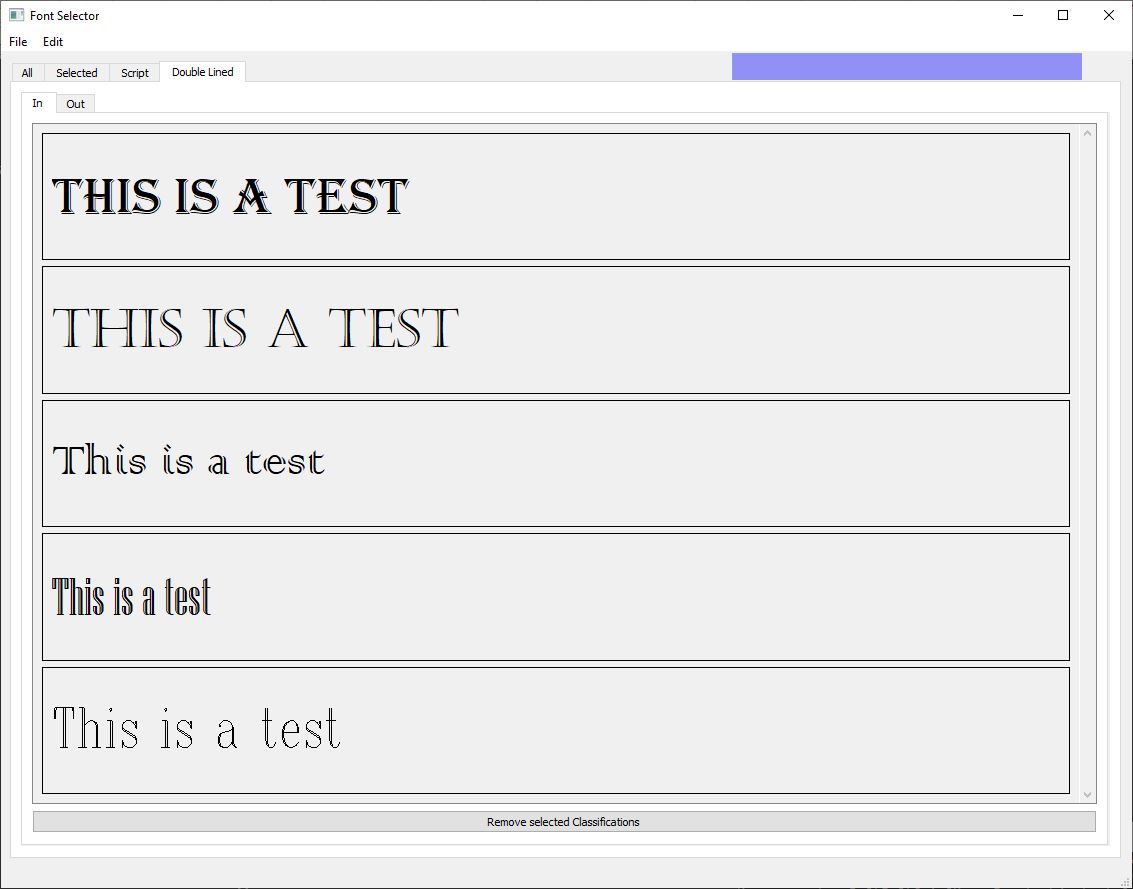 Font Selector
File Edit
All Selected Script Double Lined
In Out
THIS IS A TEST
THIS IS A TEST
This is a test
This is a test
This is a test
Remove selected Classifications